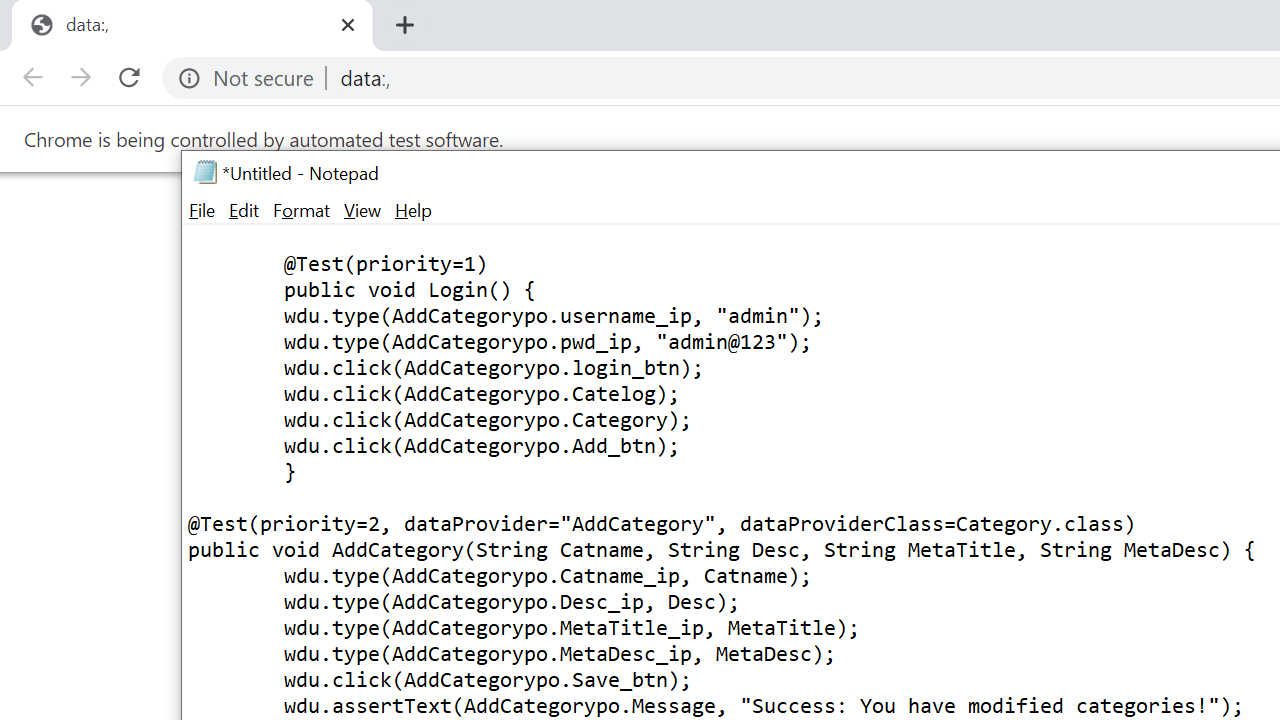 data:,
Not secure | data:,
Chrome is being controlled by automated test software.
*Untitled - Notepad
File Edit Format View Help
@Test(priority=1)
public void Login() {
wdu.type(AddCategorypo.username_ip, "admin");
wdu.type(AddCategorypo.pwd_ip, "admin@123");
wdu.click(AddCategorypo.login_btn);
wdu.click(AddCategorypo.Catelog);
wdu.click(AddCategorypo.Category);
wdu.click(AddCategorypo.Add_btn);
}
@Test(priority=2, dataProvider="AddCategory", dataProviderClass=Category.class)
public void AddCategory(String Catname, String Desc, String MetaTitle, String MetaDesc) {
wdu.type(AddCategorypo.Catname_ip, Catname);
wdu.type(AddCategorypo.Desc_ip, Desc);
wdu.type(AddCategorypo.MetaTitle_ip, MetaTitle);
wdu.type(AddCategorypo.MetaDesc_ip, MetaDesc);
wdu.click(AddCategorypo.Save_btn);
wdu.assertText(AddCategorypo.Message, "Success: You have modified categories!");